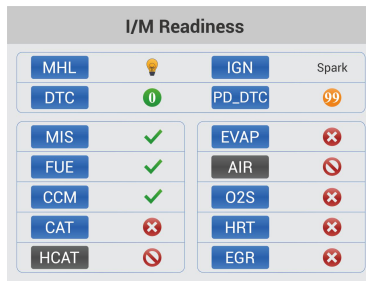 I/M Readiness
MHL
IGN Spark
DTC 0
PD_DTC 99
MIS
EVAP
FUE
AIR
CCM
O2S
CAT
HRT
HCAT
EGR